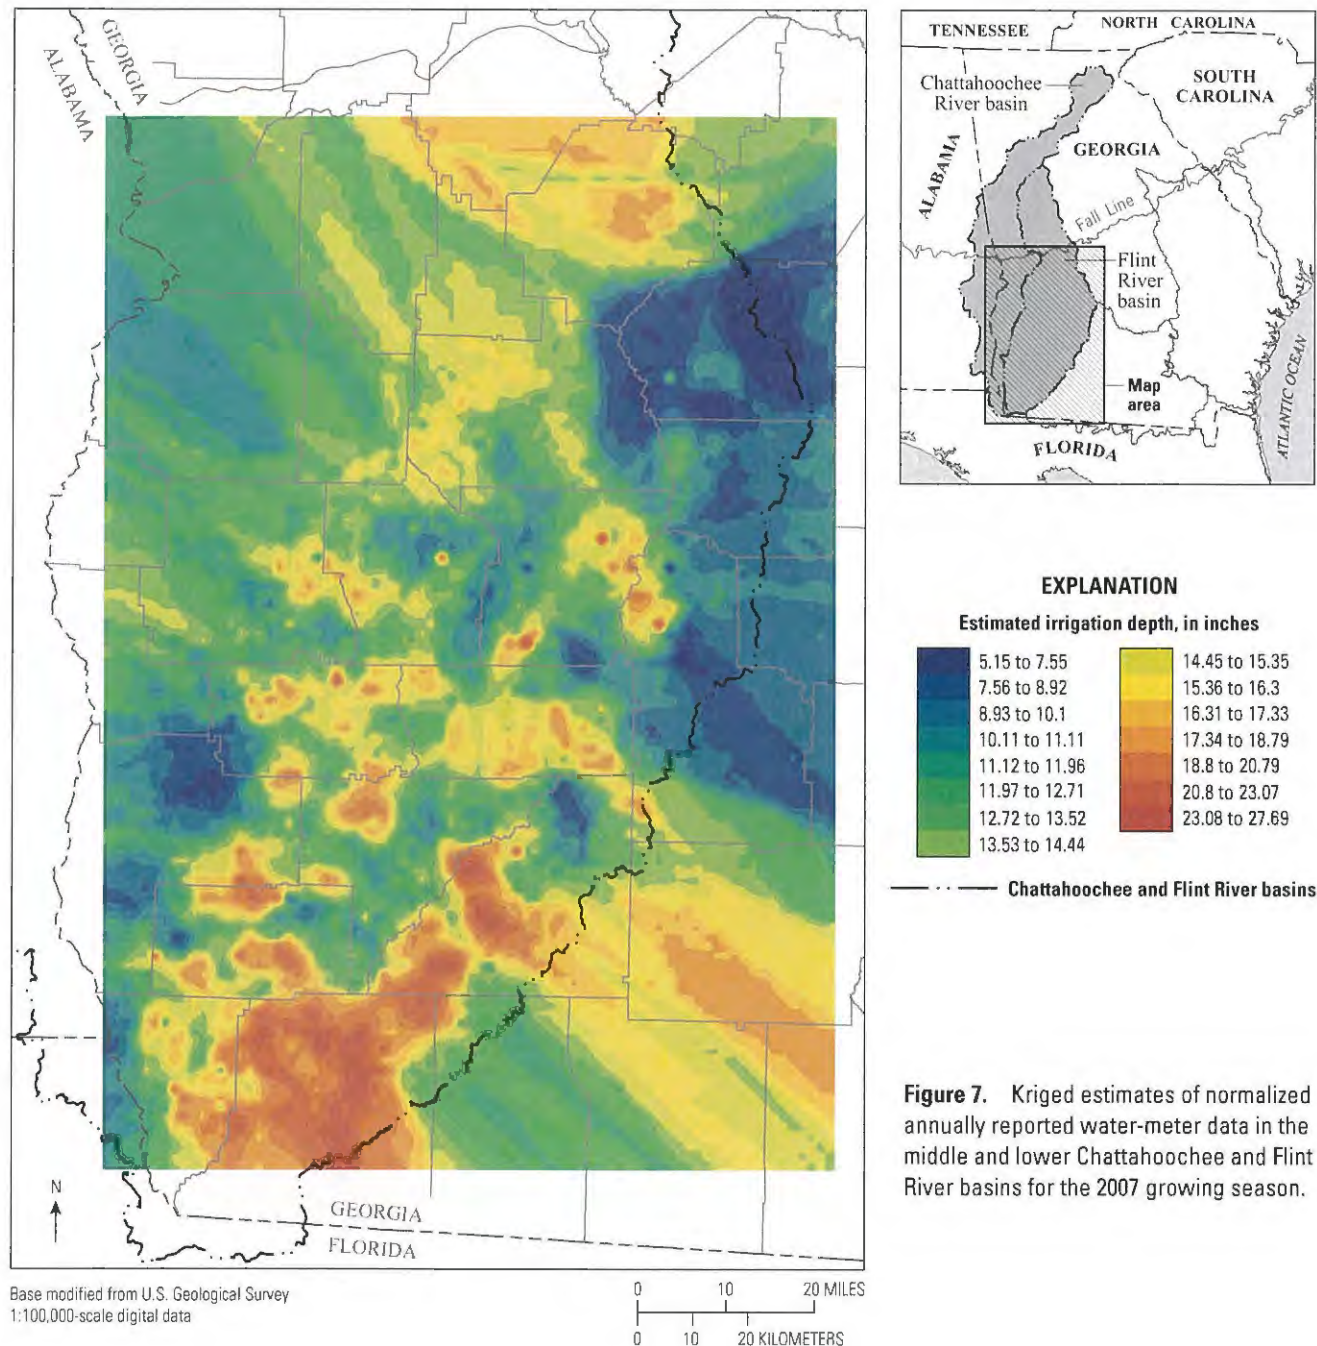 GEORGIA
ALABAMA
N
GEORGIA
FLORIDA
Base modified from U.S. Geological Survey
1:100,000-scale digital data
0 10 20 MILES
0 10 20 KILOMETERS
TENNESSEE
NORTH CAROLINA
Chattahoochee
River basin
SOUTH
CAROLINA
ALABAMA
GEORGIA
Fall Line
Flint
River
basin
Map
area
FLORIDA
ATLANTIC OCEAN
EXPLANATION
Estimated irrigation depth, in inches
5.15 to 7.55
7.56 to 8.92
8.93 to 10.1
10.11 to 11.11
11.12 to 11.96
11.97 to 12.71
12.72 to 13.52
13.53 to 14.44
14.45 to 15.35
15.36 to 16.3
16.31 to 17.33
17.34 to 18.79
18.8 to 20.79
20.8 to 23.07
23.08 to 27.69
Chattahoochee and Flint River basins
Figure 7. Kriged estimates of normalized
annually reported water-meter data in the
middle and lower Chattahoochee and Flint
River basins for the 2007 growing season.